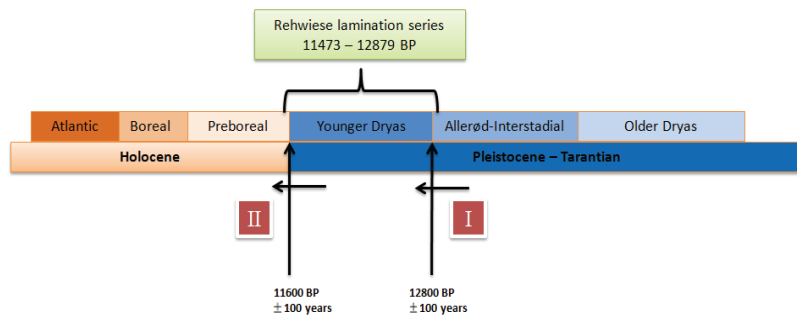 Rehwiese lamination series
11473 – 12879 BP
Atlantic
Boreal
Preboreal
Younger Dryas
Allerød-Interstadial
Older Dryas
Holocene
Pleistocene – Tarantian
II
I
11600 BP
±100 years
12800 BP
±100 years